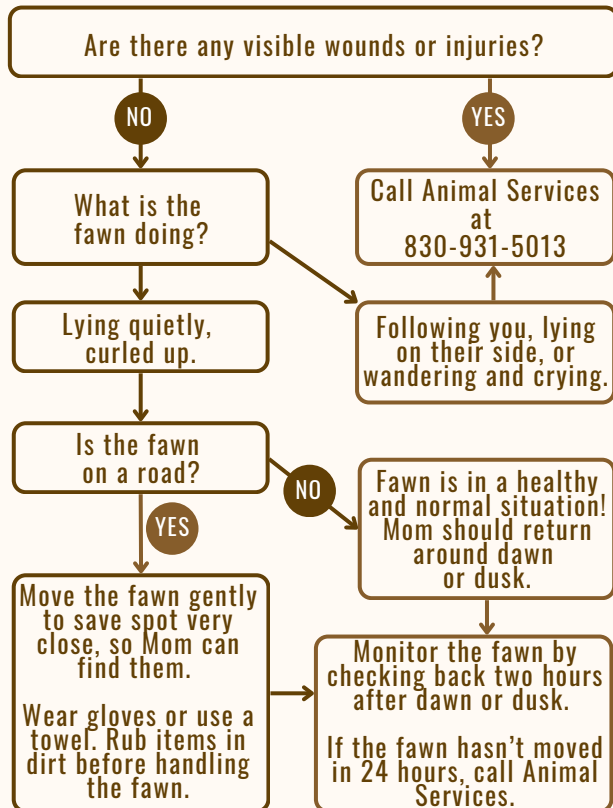 Are there any visible wounds or injuries?
NO
YES
What is the
fawn doing?
Call Animal Services
at
830-931-5013
Lying quietly,
curled up.
Following you, lying
on their side, or
wandering and crying.
Is the fawn
on a road?
NO
YES
Fawn is in a healthy
and normal situation!
Mom should return
around dawn
or dusk.
Move the fawn gently
to save spot very
close, so Mom can
find them.
Wear gloves or use a
towel. Rub items in
dirt before handling
the fawn.
Monitor the fawn by
checking back two hours
after dawn or dusk.
If the fawn hasn't moved
in 24 hours, call Animal
Services.